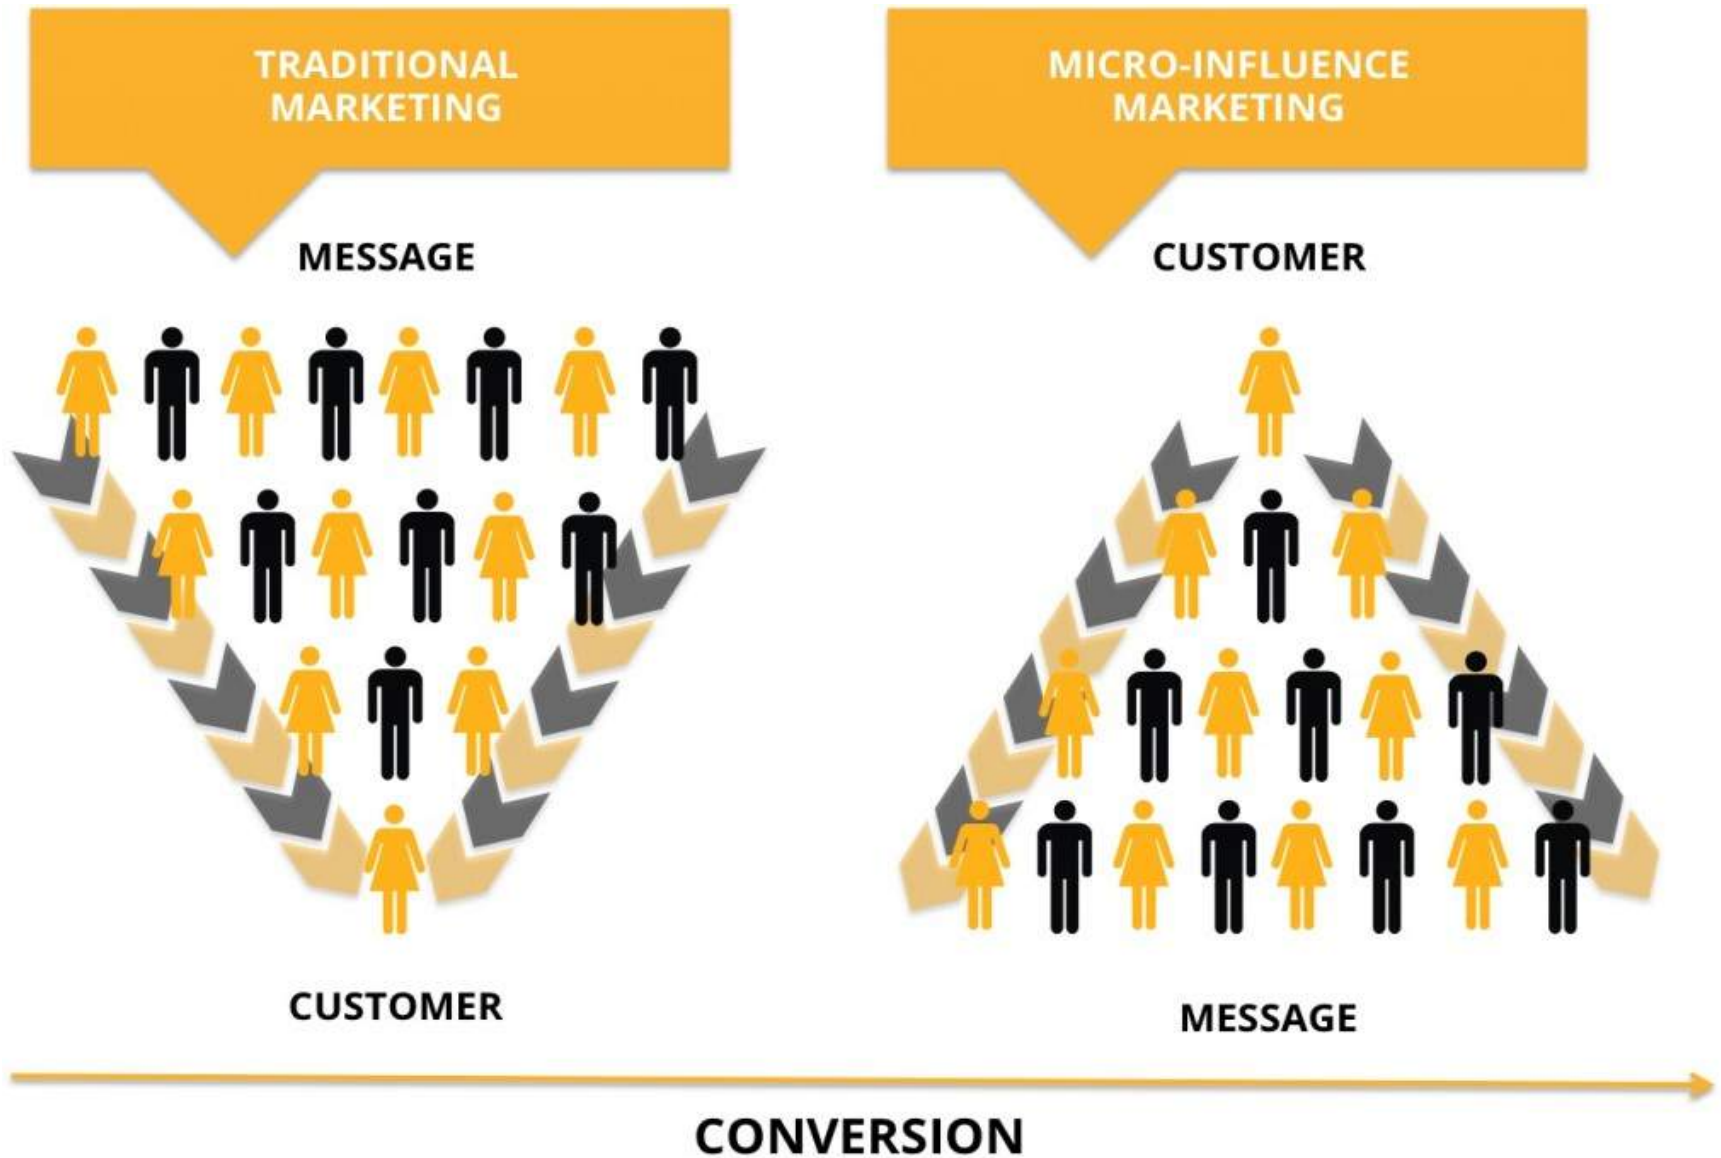 TRADITIONAL
MARKETING
MESSAGE
CUSTOMER
MICRO-INFLUENCE
MARKETING
CUSTOMER
MESSAGE
CONVERSION